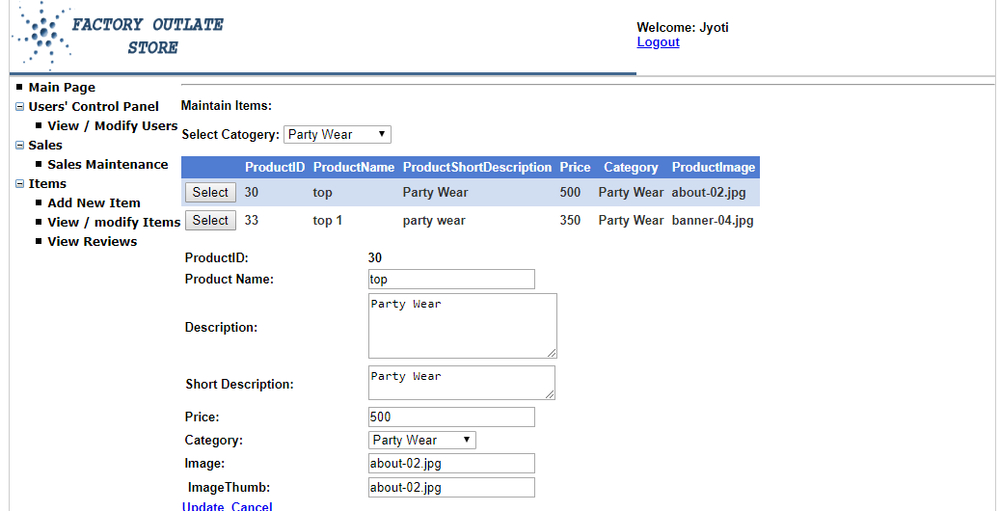 FACTORY OUTLATE
STORE
Welcome: Jyoti
Logout
Main Page
Users' Control Panel
View / Modify Users
Sales
Sales Maintenance
Items
Add New Item
View / modify Items
View Reviews
Maintain Items:
Select Catogery: Party Wear
ProductID ProductName ProductShortDescription Price Category ProductImage
Select 30 top Party Wear 500 Party Wear about-02.jpg
Select 33 top 1 party wear 350 Party Wear banner-04.jpg
ProductID: 30
Product Name: top
Description: Party Wear
Short Description: Party Wear
Price: 500
Category: Party Wear
Image: about-02.jpg
ImageThumb: about-02.jpg
Update Cancel